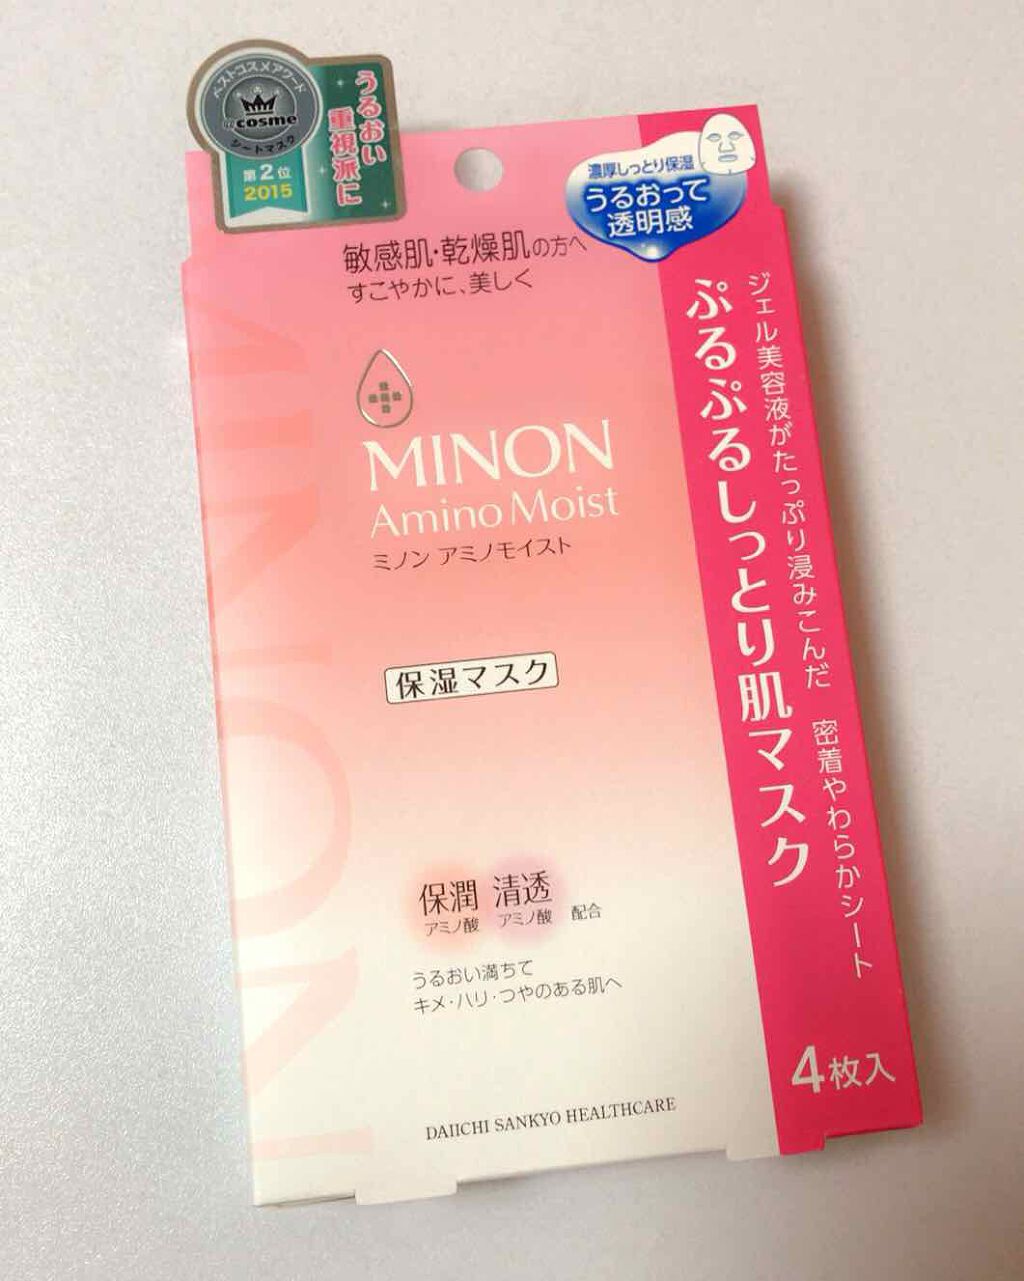 ベストコスメアワード
@cosme
シートマスク
第2位
2015
うるおい
重視派に
濃厚しっとり保湿
うるおって
透明感
敏感肌・乾燥肌の方へ
すこやかに、美しく
MINON
Amino Moist
ミノン アミノモイスト
保湿マスク
保潤 清透
アミノ酸 アミノ酸 配合
うるおい満ちて
キメ・ハリ・つやのある肌へ
DAIICHI SANKYO HEALTHCARE
ジェル美容液がたっぷり浸みこんだ 密着やわらかシート
ぷるぷるしっとり肌マスク
4枚入
MINON